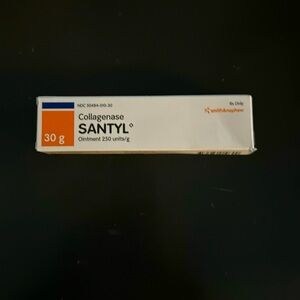 NDC 50484-010-30
Rx Only
Collagenase
smith&nephew
SANTYL◊
Ointment 250 units/g
30 g